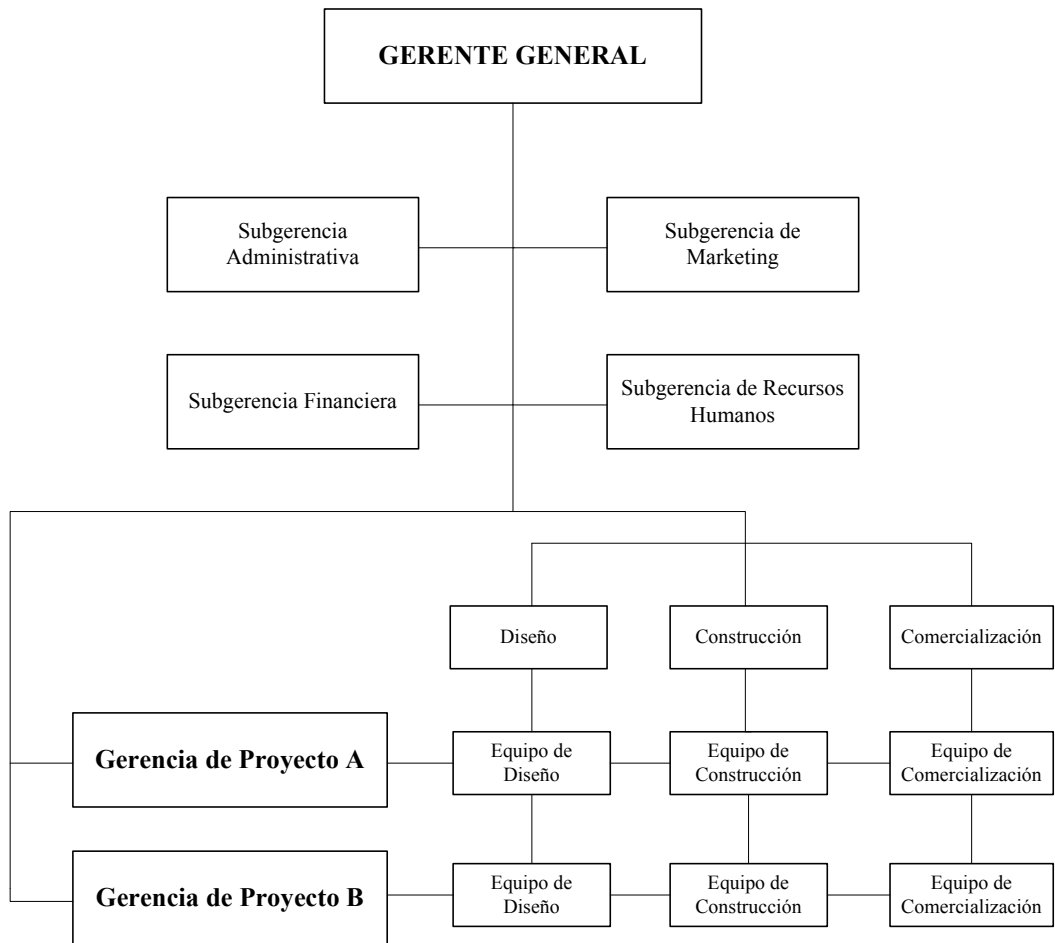 GERENTE GENERAL
Subgerencia
Administrativa
Subgerencia de
Marketing
Subgerencia Financiera
Subgerencia de Recursos
Humanos
Diseño
Construcción
Comercialización
Gerencia de Proyecto A
Equipo de
Diseño
Equipo de
Construcción
Equipo de
Comercialización
Gerencia de Proyecto B
Equipo de
Diseño
Equipo de
Construcción
Equipo de
Comercialización